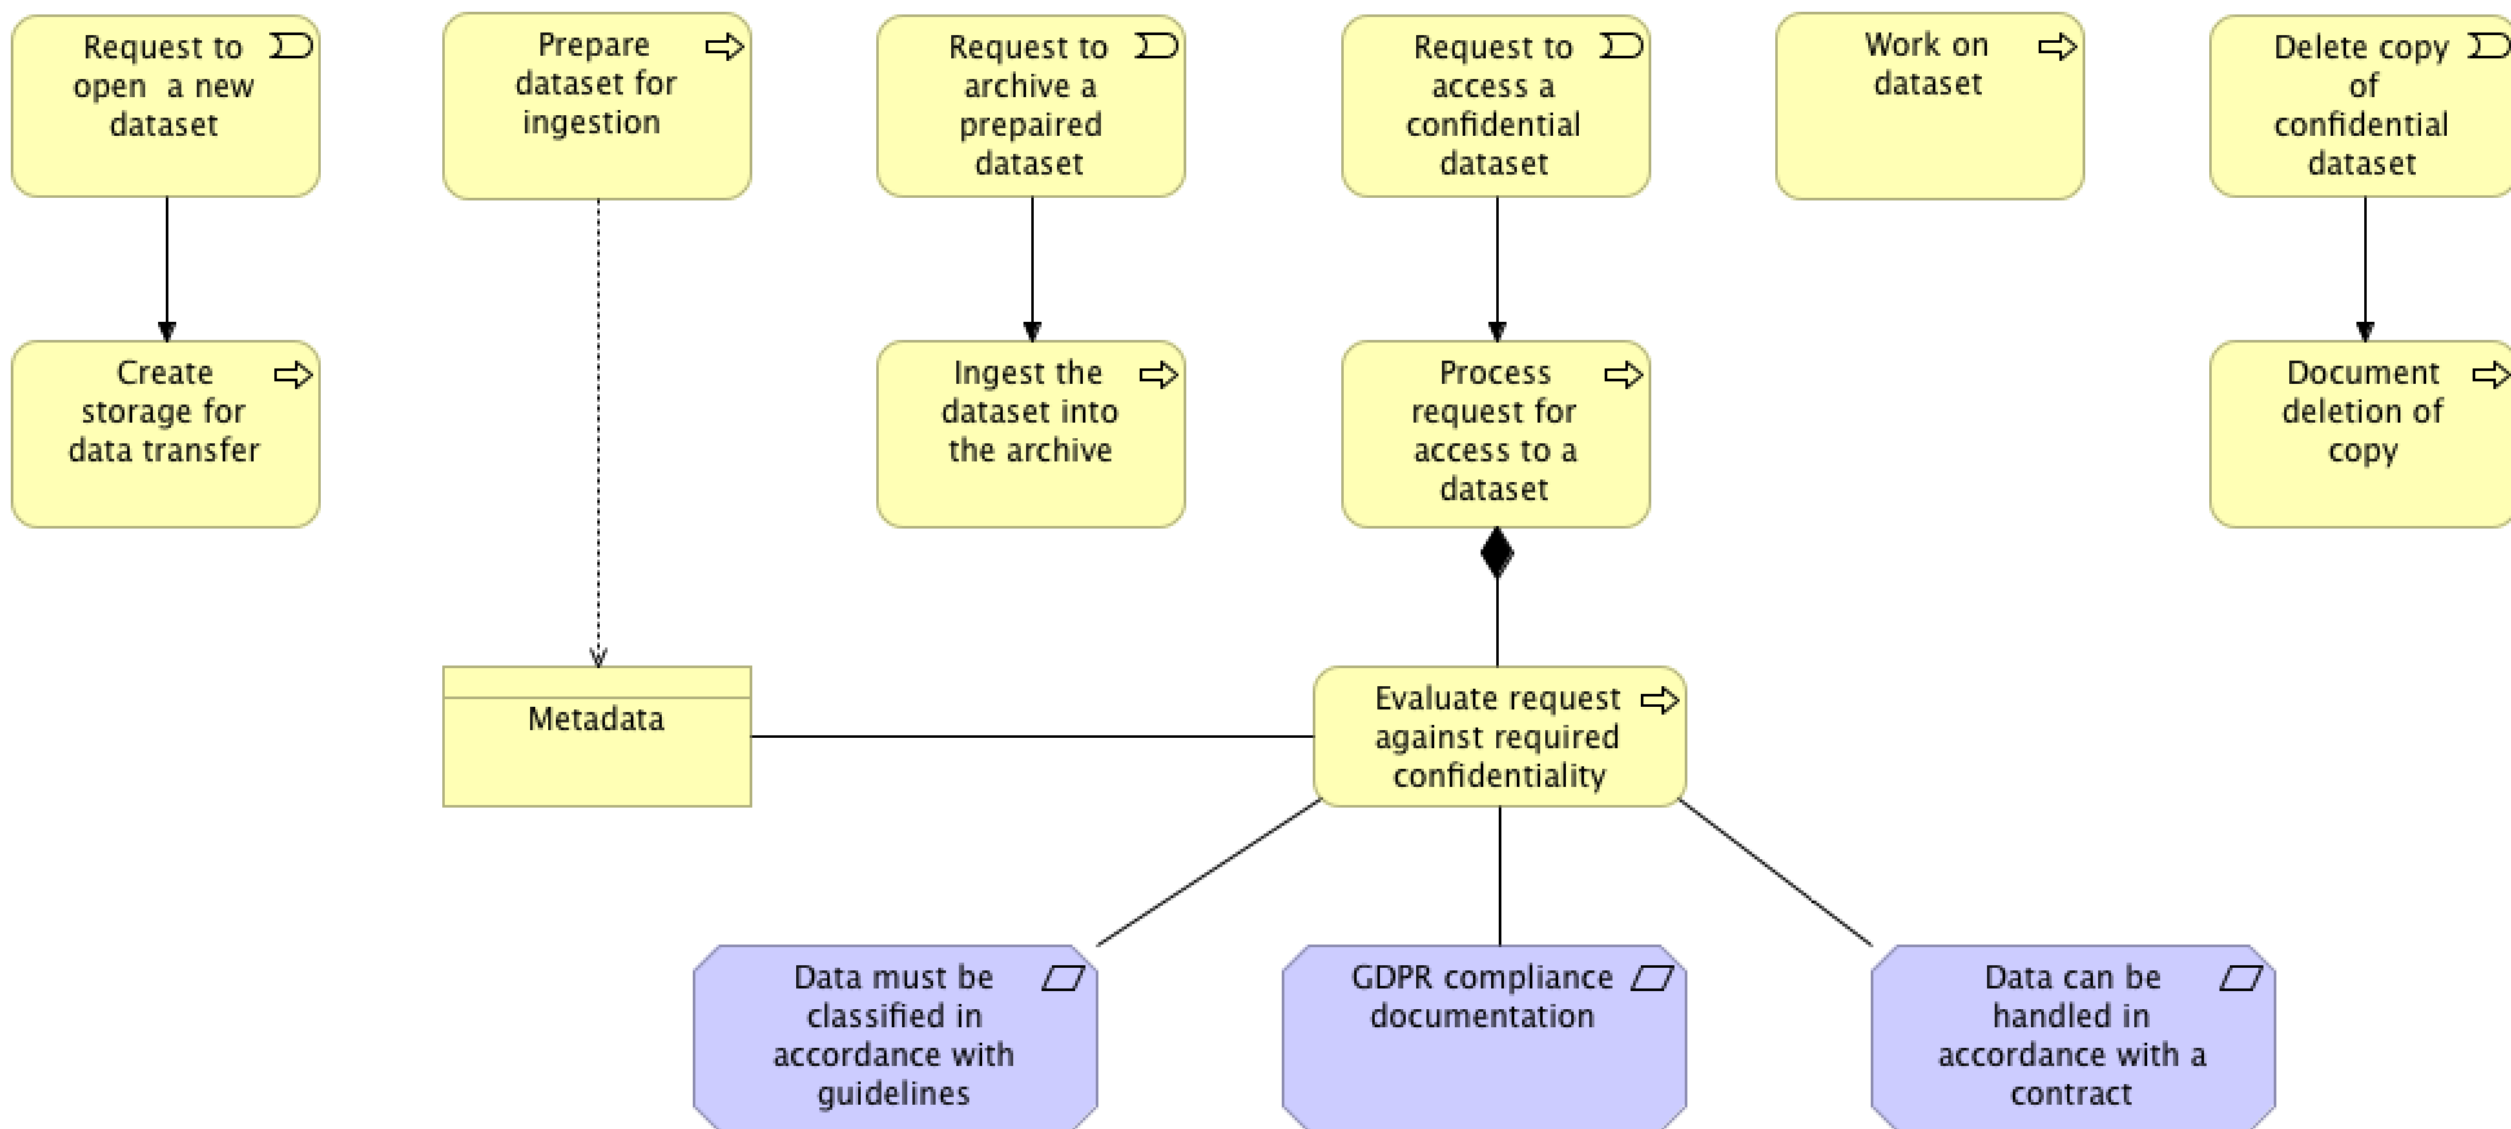 Request to
open  a new
dataset
Prepare
dataset for
ingestion
Request to
archive a
prepaired
dataset
Request to
access a
confidential
dataset
Work on
dataset
Delete copy
of
confidential
dataset
Create
storage for
data transfer
Ingest the
dataset into
the archive
Process
request for
access to a
dataset
Document
deletion of
copy
Metadata
Evaluate request
against required
confidentiality
Data must be
classified in
accordance with
guidelines
GDPR compliance
documentation
Data can be
handled in
accordance with a
contract